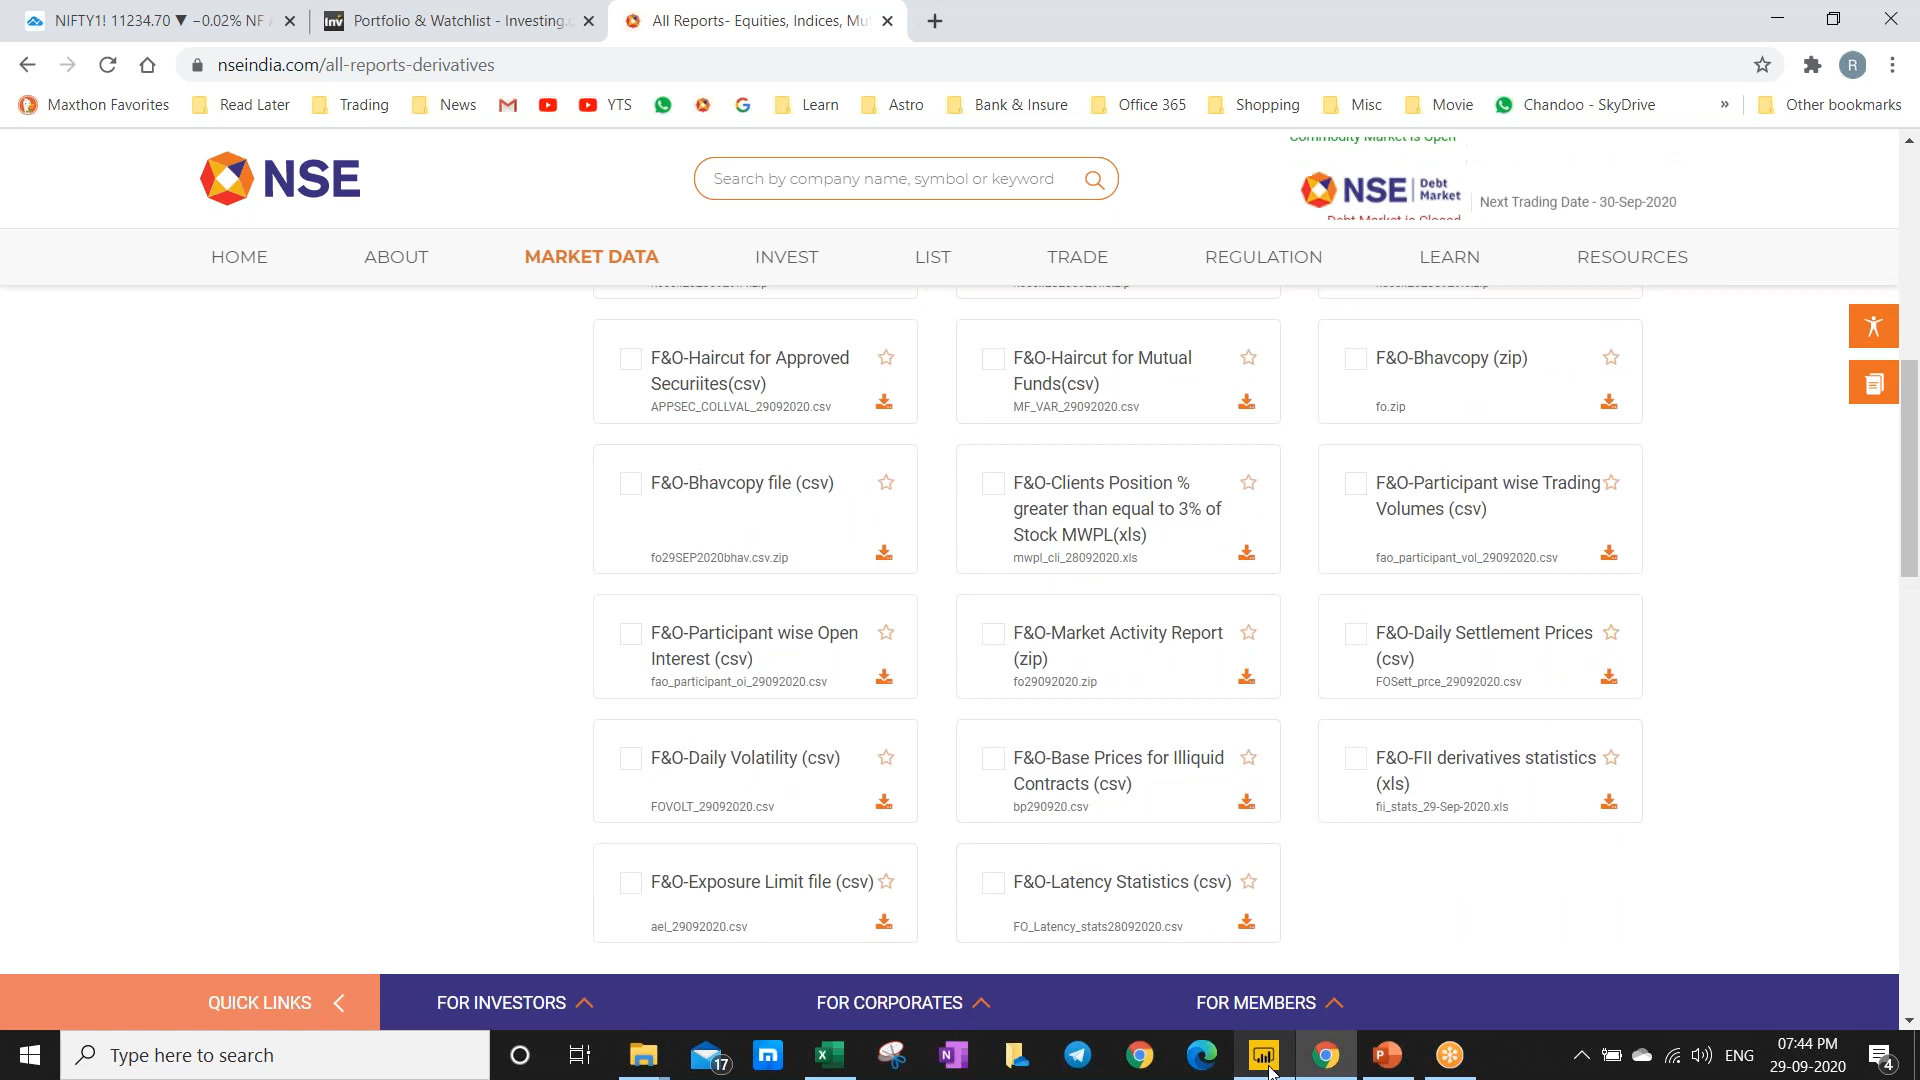 NIFTY1! 11234.70 ▼ −0.02% NF
Portfolio & Watchlist - Investing.
All Reports- Equities, Indices, Mu
nseindia.com/all-reports-derivatives
R
Maxthon Favorites
Read Later
Trading
News
YTS
Learn
Astro
Bank & Insure
Office 365
Shopping
Misc
Movie
Chandoo - SkyDrive
»
Other bookmarks
NSE
Search by company name, symbol or keyword
Commodity Market is Open
NSE Debt Market
Debt Market is Closed
Next Trading Date - 30-Sep-2020
HOME ABOUT MARKET DATA INVEST LIST TRADE REGULATION LEARN RESOURCES
F&O-Haircut for Approved
Securiites(csv)
APPSEC_COLLVAL_29092020.csv
F&O-Haircut for Mutual
Funds(csv)
MF_VAR_29092020.csv
F&O-Bhavcopy (zip)
fo.zip
F&O-Bhavcopy file (csv)
fo29SEP2020bhav.csv.zip
F&O-Clients Position %
greater than equal to 3% of
Stock MWPL(xls)
mwpl_cli_28092020.xls
F&O-Participant wise Trading
Volumes (csv)
fao_participant_vol_29092020.csv
F&O-Participant wise Open
Interest (csv)
fao_participant_oi_29092020.csv
F&O-Market Activity Report
(zip)
fo29092020.zip
F&O-Daily Settlement Prices
(csv)
FOSett_prce_29092020.csv
F&O-Daily Volatility (csv)
FOVOLT_29092020.csv
F&O-Base Prices for Illiquid
Contracts (csv)
bp290920.csv
F&O-FII derivatives statistics
(xls)
fii_stats_29-Sep-2020.xls
F&O-Exposure Limit file (csv)
ael_29092020.csv
F&O-Latency Statistics (csv)
FO_Latency_stats28092020.csv
QUICK LINKS
FOR INVESTORS
FOR CORPORATES
FOR MEMBERS
Type here to search
17
ENG
07:44 PM
29-09-2020
4